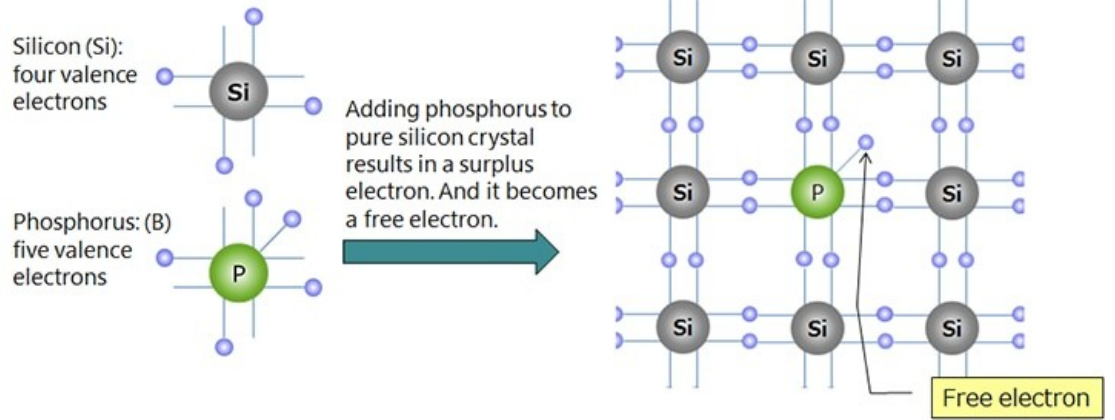 Silicon (Si):
four valence
electrons
Si
Phosphorus: (B)
five valence
electrons
P
Adding phosphorus to
pure silicon crystal
results in a surplus
electron. And it becomes
a free electron.
Si Si Si
Si P Si
Si Si Si
Free electron